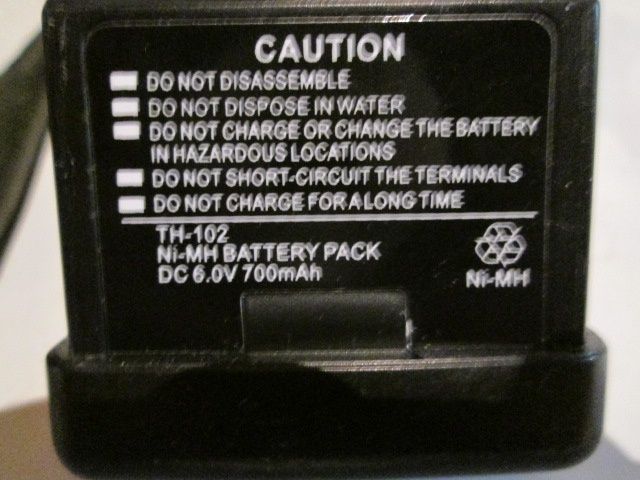 CAUTION
DO NOT DISASSEMBLE
DO NOT DISPOSE IN WATER
DO NOT CHARGE OR CHANGE THE BATTERY
IN HAZARDOUS LOCATIONS
DO NOT SHORT-CIRCUIT THE TERMINALS
DO NOT CHARGE FOR A LONG TIME
TH-102
Ni-MH BATTERY PACK
DC 6.0V 700mAh
Ni-MH